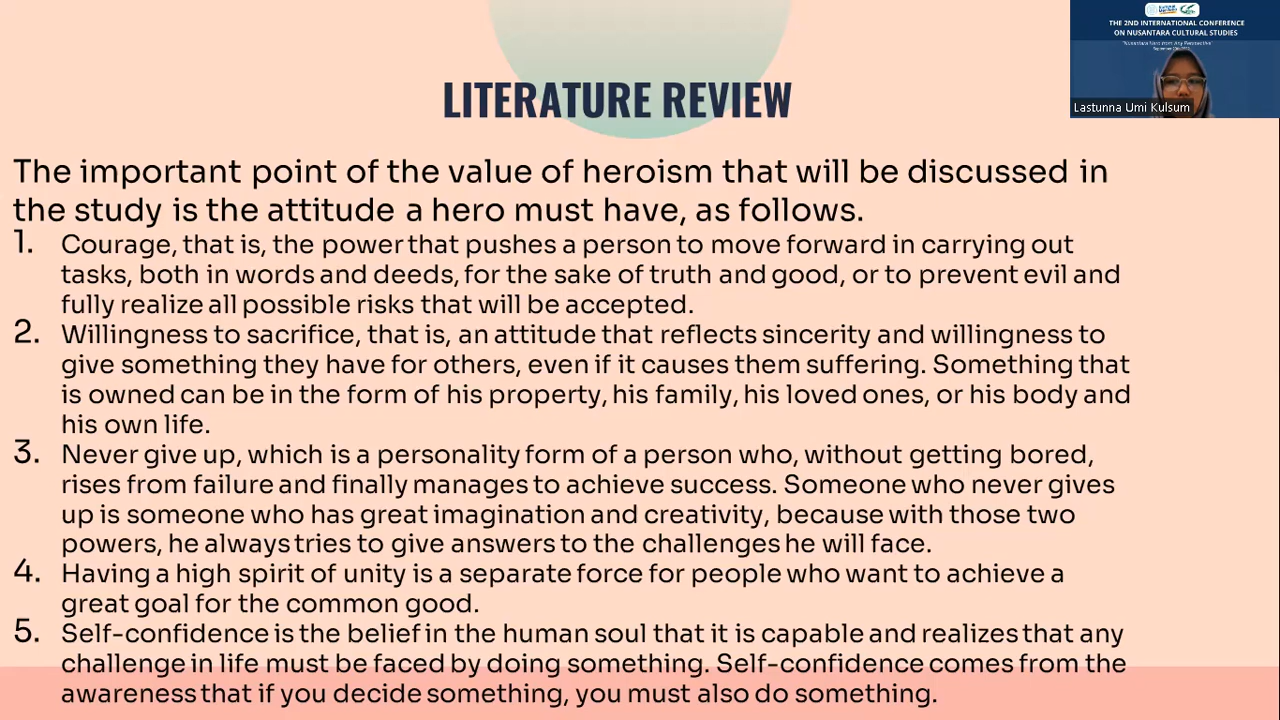 THE 2ND INTERNATIONAL CONFERENCE
ON NUSANTARA CULTURAL STUDIES
"Nusantara Hero from Any Perspective"
Lastunna Umi Kulsum
LITERATURE REVIEW
The important point of the value of heroism that will be discussed in
the study is the attitude a hero must have, as follows.
1. Courage, that is, the power that pushes a person to move forward in carrying out
tasks, both in words and deeds, for the sake of truth and good, or to prevent evil and
fully realize all possible risks that will be accepted.
2. Willingness to sacrifice, that is, an attitude that reflects sincerity and willingness to
give something they have for others, even if it causes them suffering. Something that
is owned can be in the form of his property, his family, his loved ones, or his body and
his own life.
3. Never give up, which is a personality form of a person who, without getting bored,
rises from failure and finally manages to achieve success. Someone who never gives
up is someone who has great imagination and creativity, because with those two
powers, he always tries to give answers to the challenges he will face.
4. Having a high spirit of unity is a separate force for people who want to achieve a
great goal for the common good.
5. Self-confidence is the belief in the human soul that it is capable and realizes that any
challenge in life must be faced by doing something. Self-confidence comes from the
awareness that if you decide something, you must also do something.